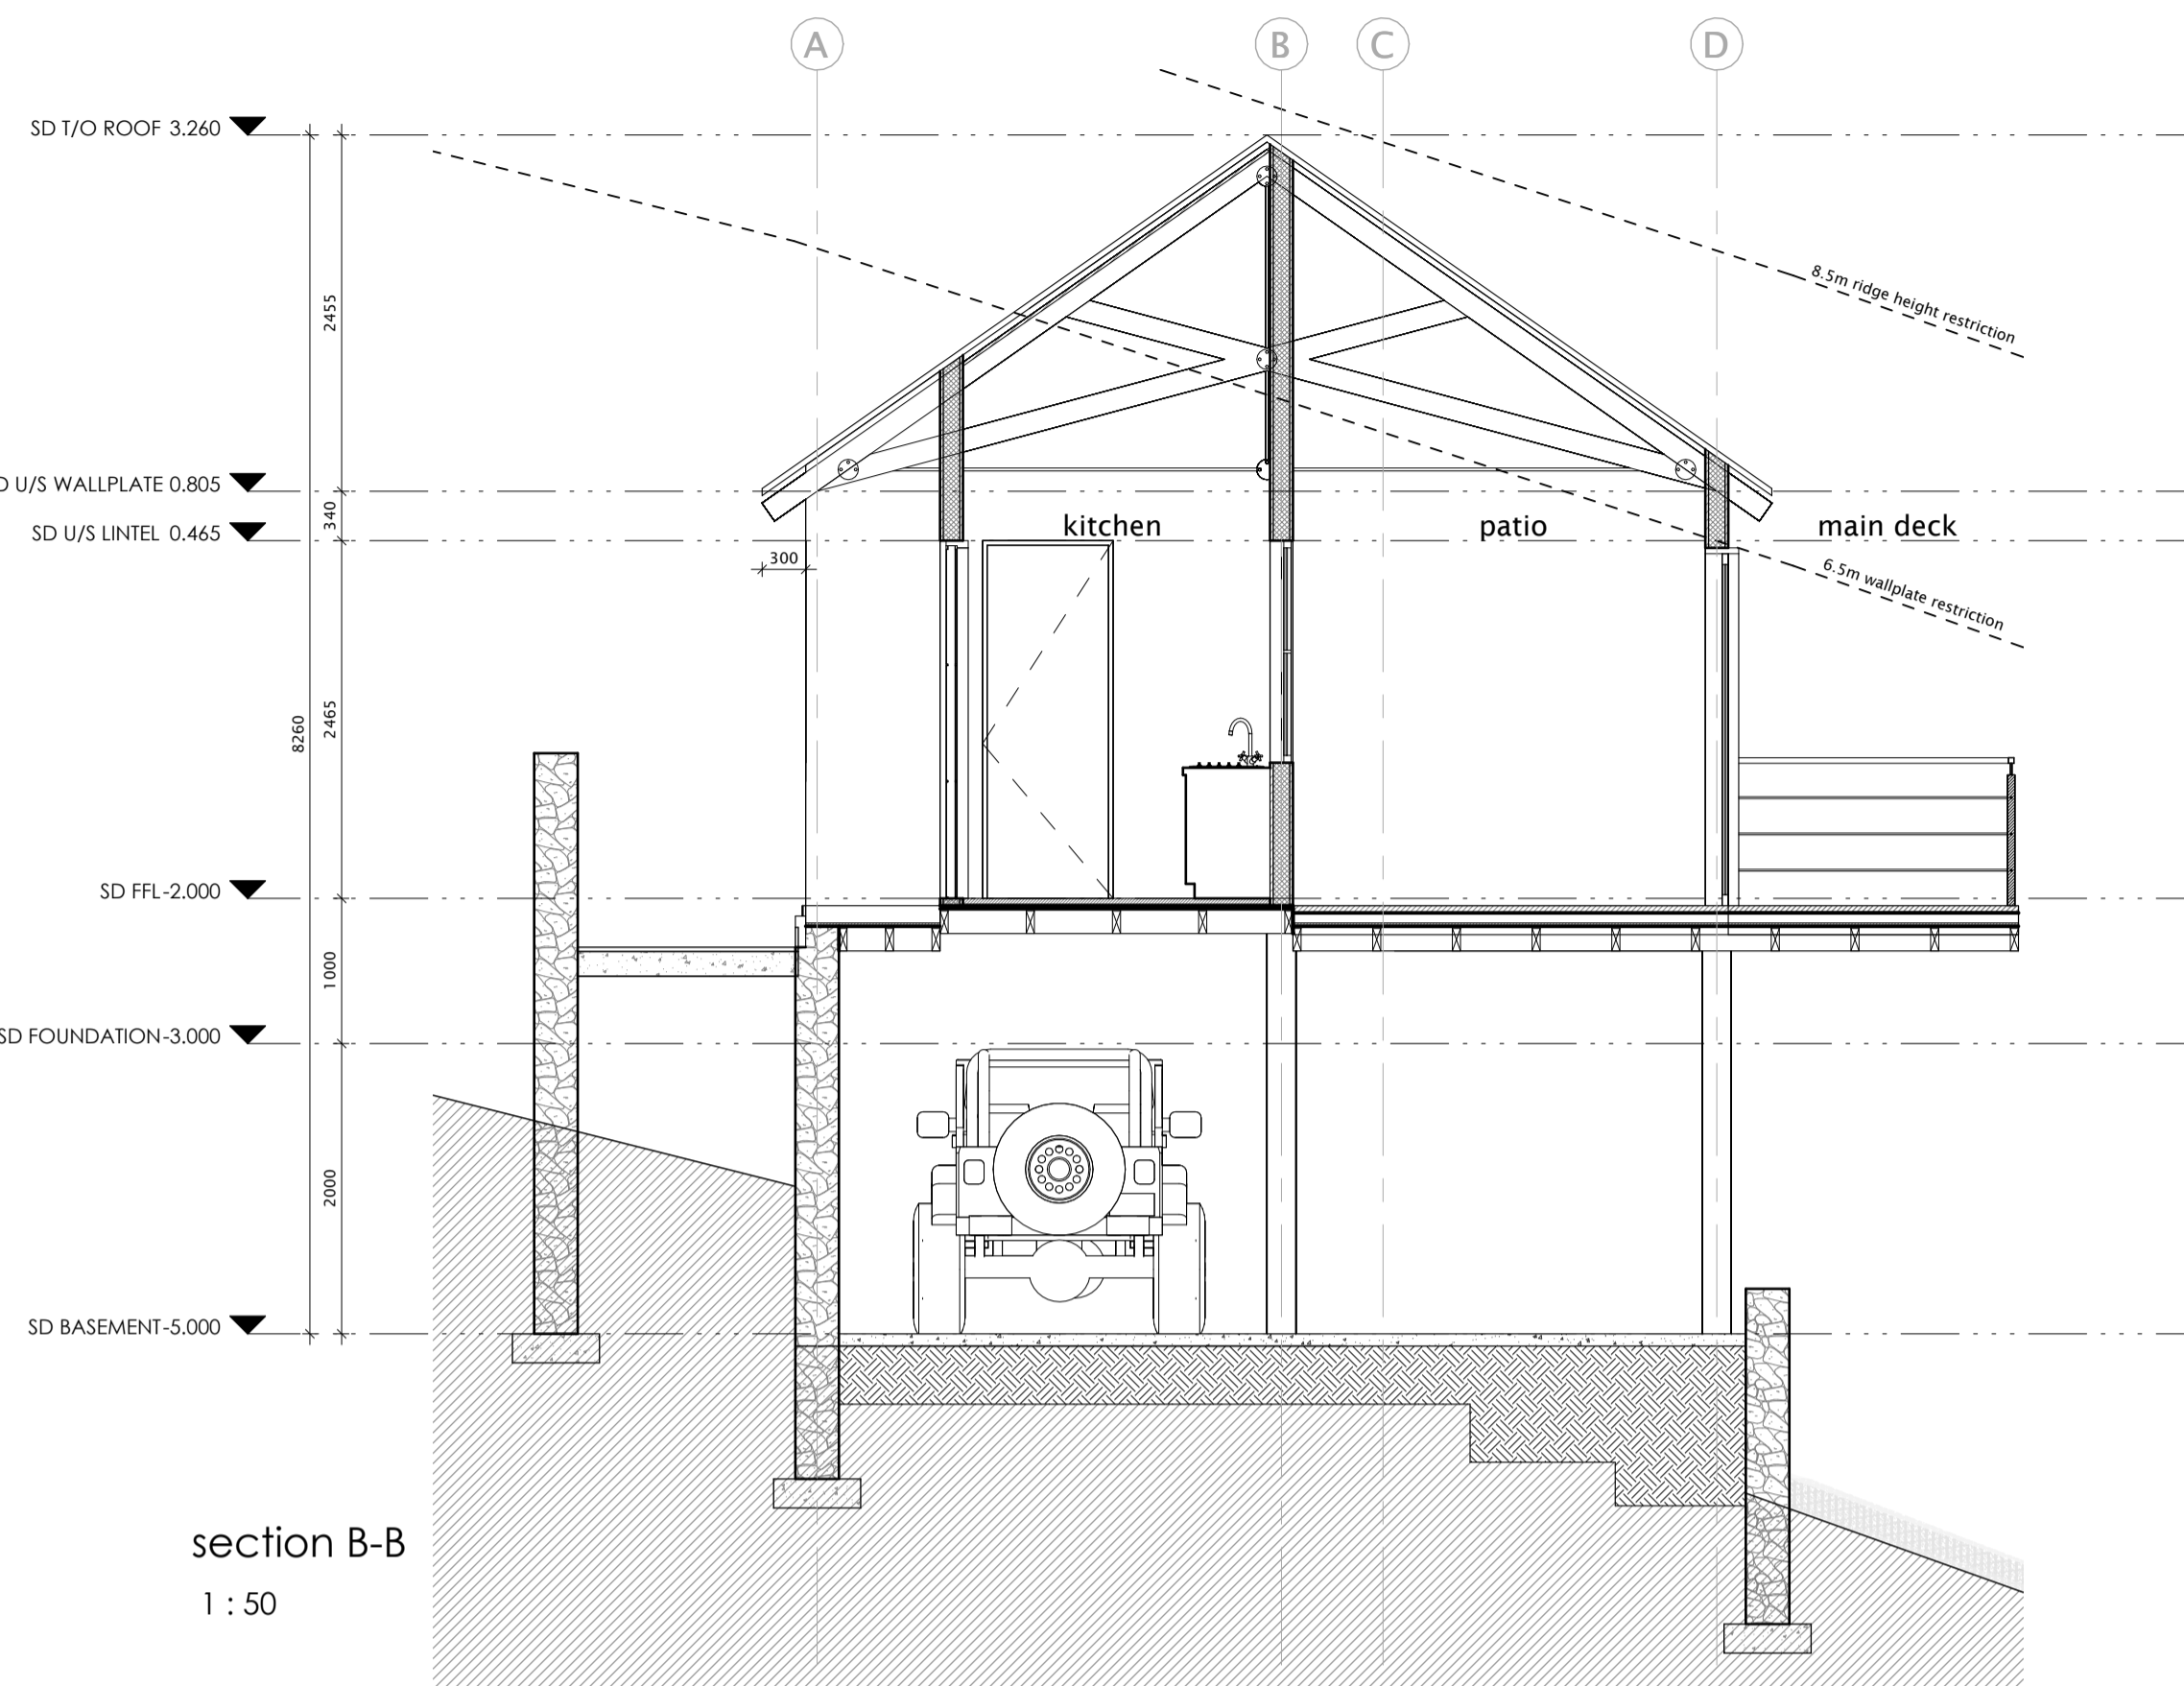 A B C D
SD T/O ROOF 3.260
2455
8.5m ridge height restriction
D U/S WALLPLATE 0.805
340
SD U/S LINTEL 0.465
kitchen patio main deck
300
6.5m wallplate restriction
8260
2465
SD FFL-2.000
1000
SD FOUNDATION-3.000
2000
SD BASEMENT-5.000
section B-B
1 : 50